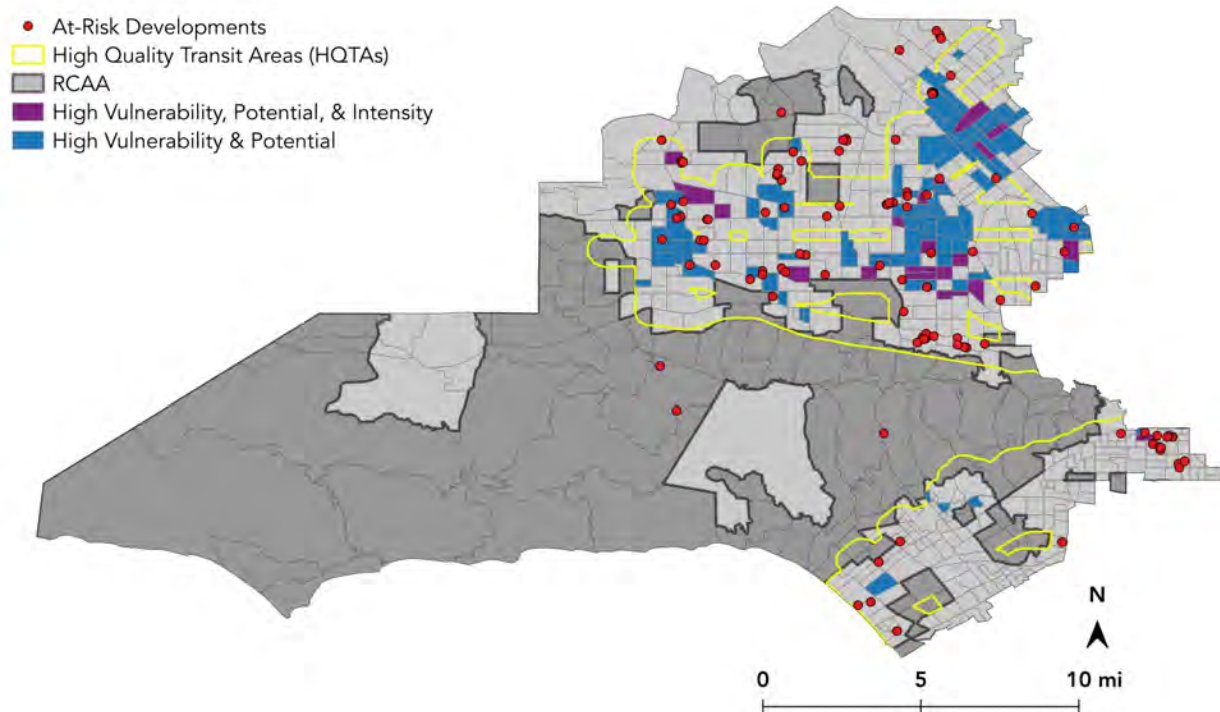 At-Risk Developments
High Quality Transit Areas (HQTAs)
RCAA
High Vulnerability, Potential, & Intensity
High Vulnerability & Potential
N
0 5 10 mi